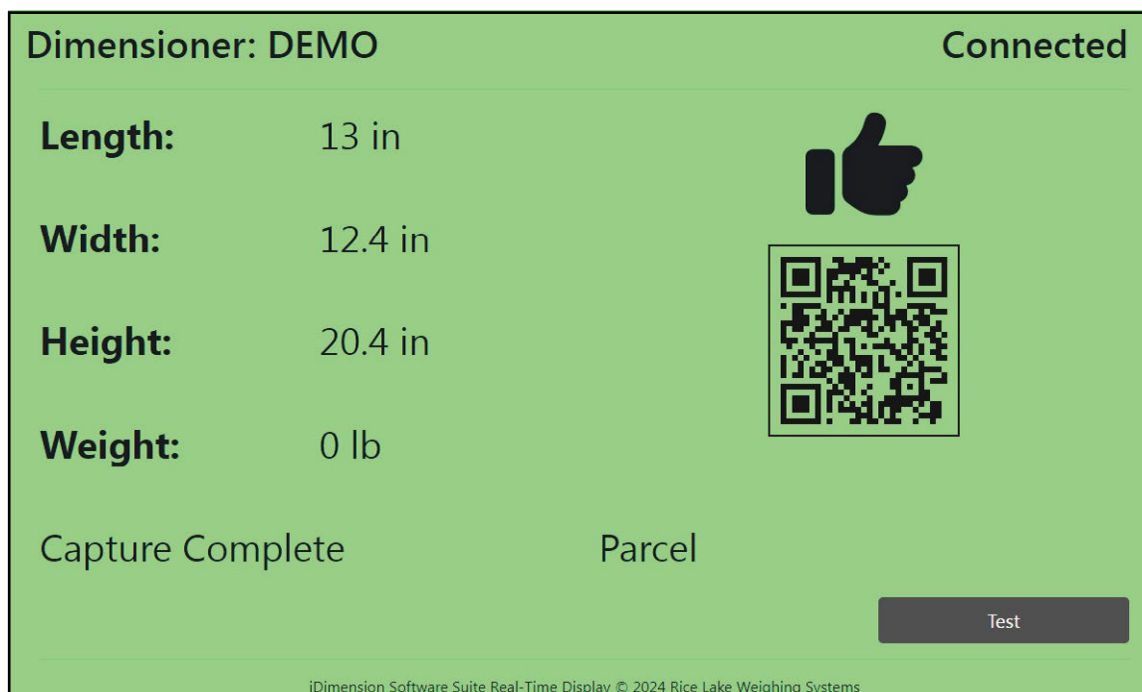 Dimensioner: DEMO Connected
Length: 13 in
Width: 12.4 in
Height: 20.4 in
Weight: 0 lb
Capture Complete Parcel
Test
iDimension Software Suite Real-Time Display © 2024 Rice Lake Weighing Systems